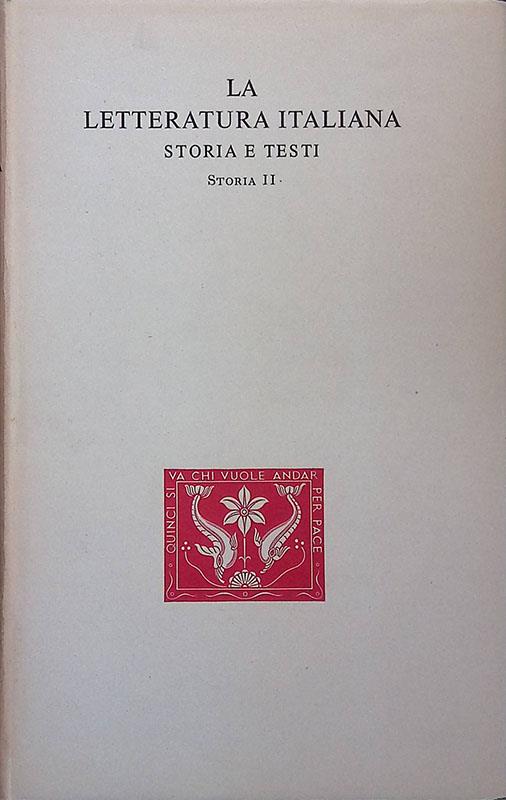 LA
LETTERATURA ITALIANA
STORIA E TESTI
STORIA II.
QUINCI SI
VA CHI VUOLE ANDAR
PER PACE